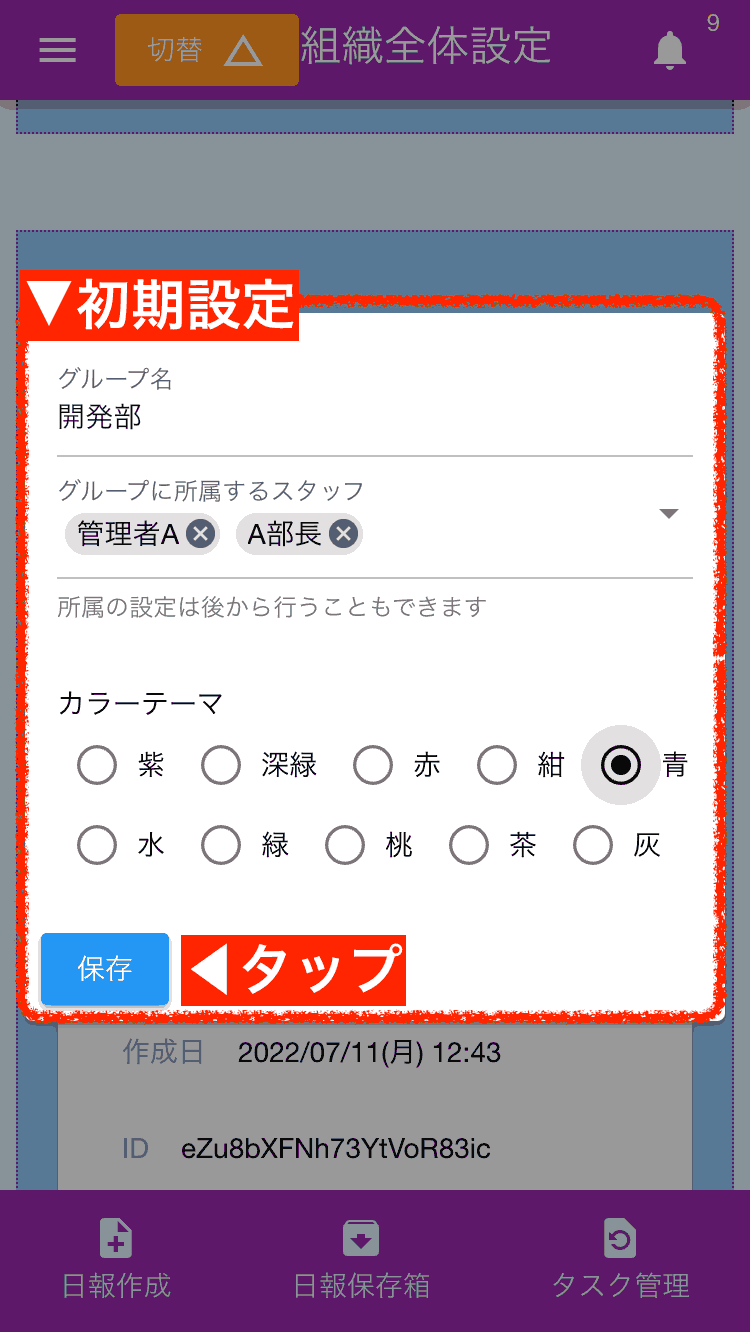 切替 組織全体設定 9
▼初期設定
グループ名
開発部
グループに所属するスタッフ
管理者A A部長
所属の設定は後から行うこともできます
カラーテーマ
紫 深緑 赤 紺 青
水 緑 桃 茶 灰
保存 ◀タップ
作成日 2022/07/11(月) 12:43
ID eZu8bXFNh73YtVoR83ic
日報作成 日報保存箱 タスク管理